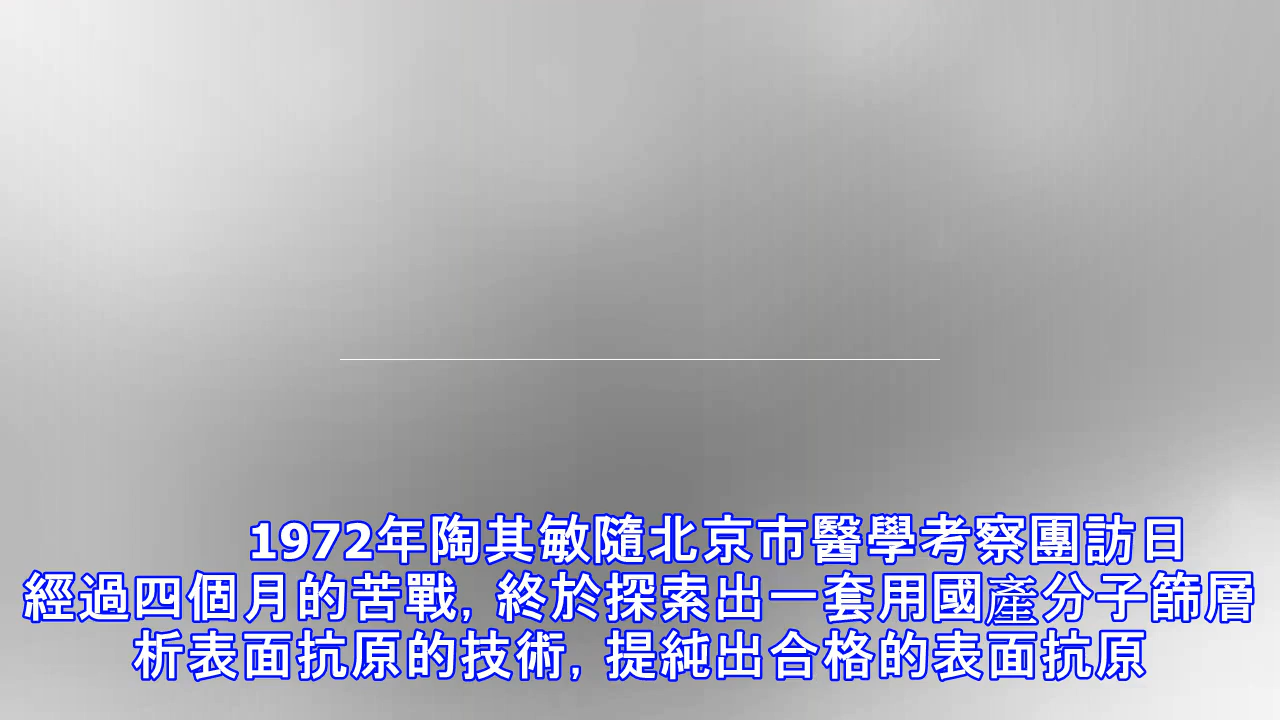 1972年陶其敏隨北京市醫學考察團訪日
經過四個月的苦戰, 終於探索出一套用國產分子篩層
析表面抗原的技術, 提純出合格的表面抗原